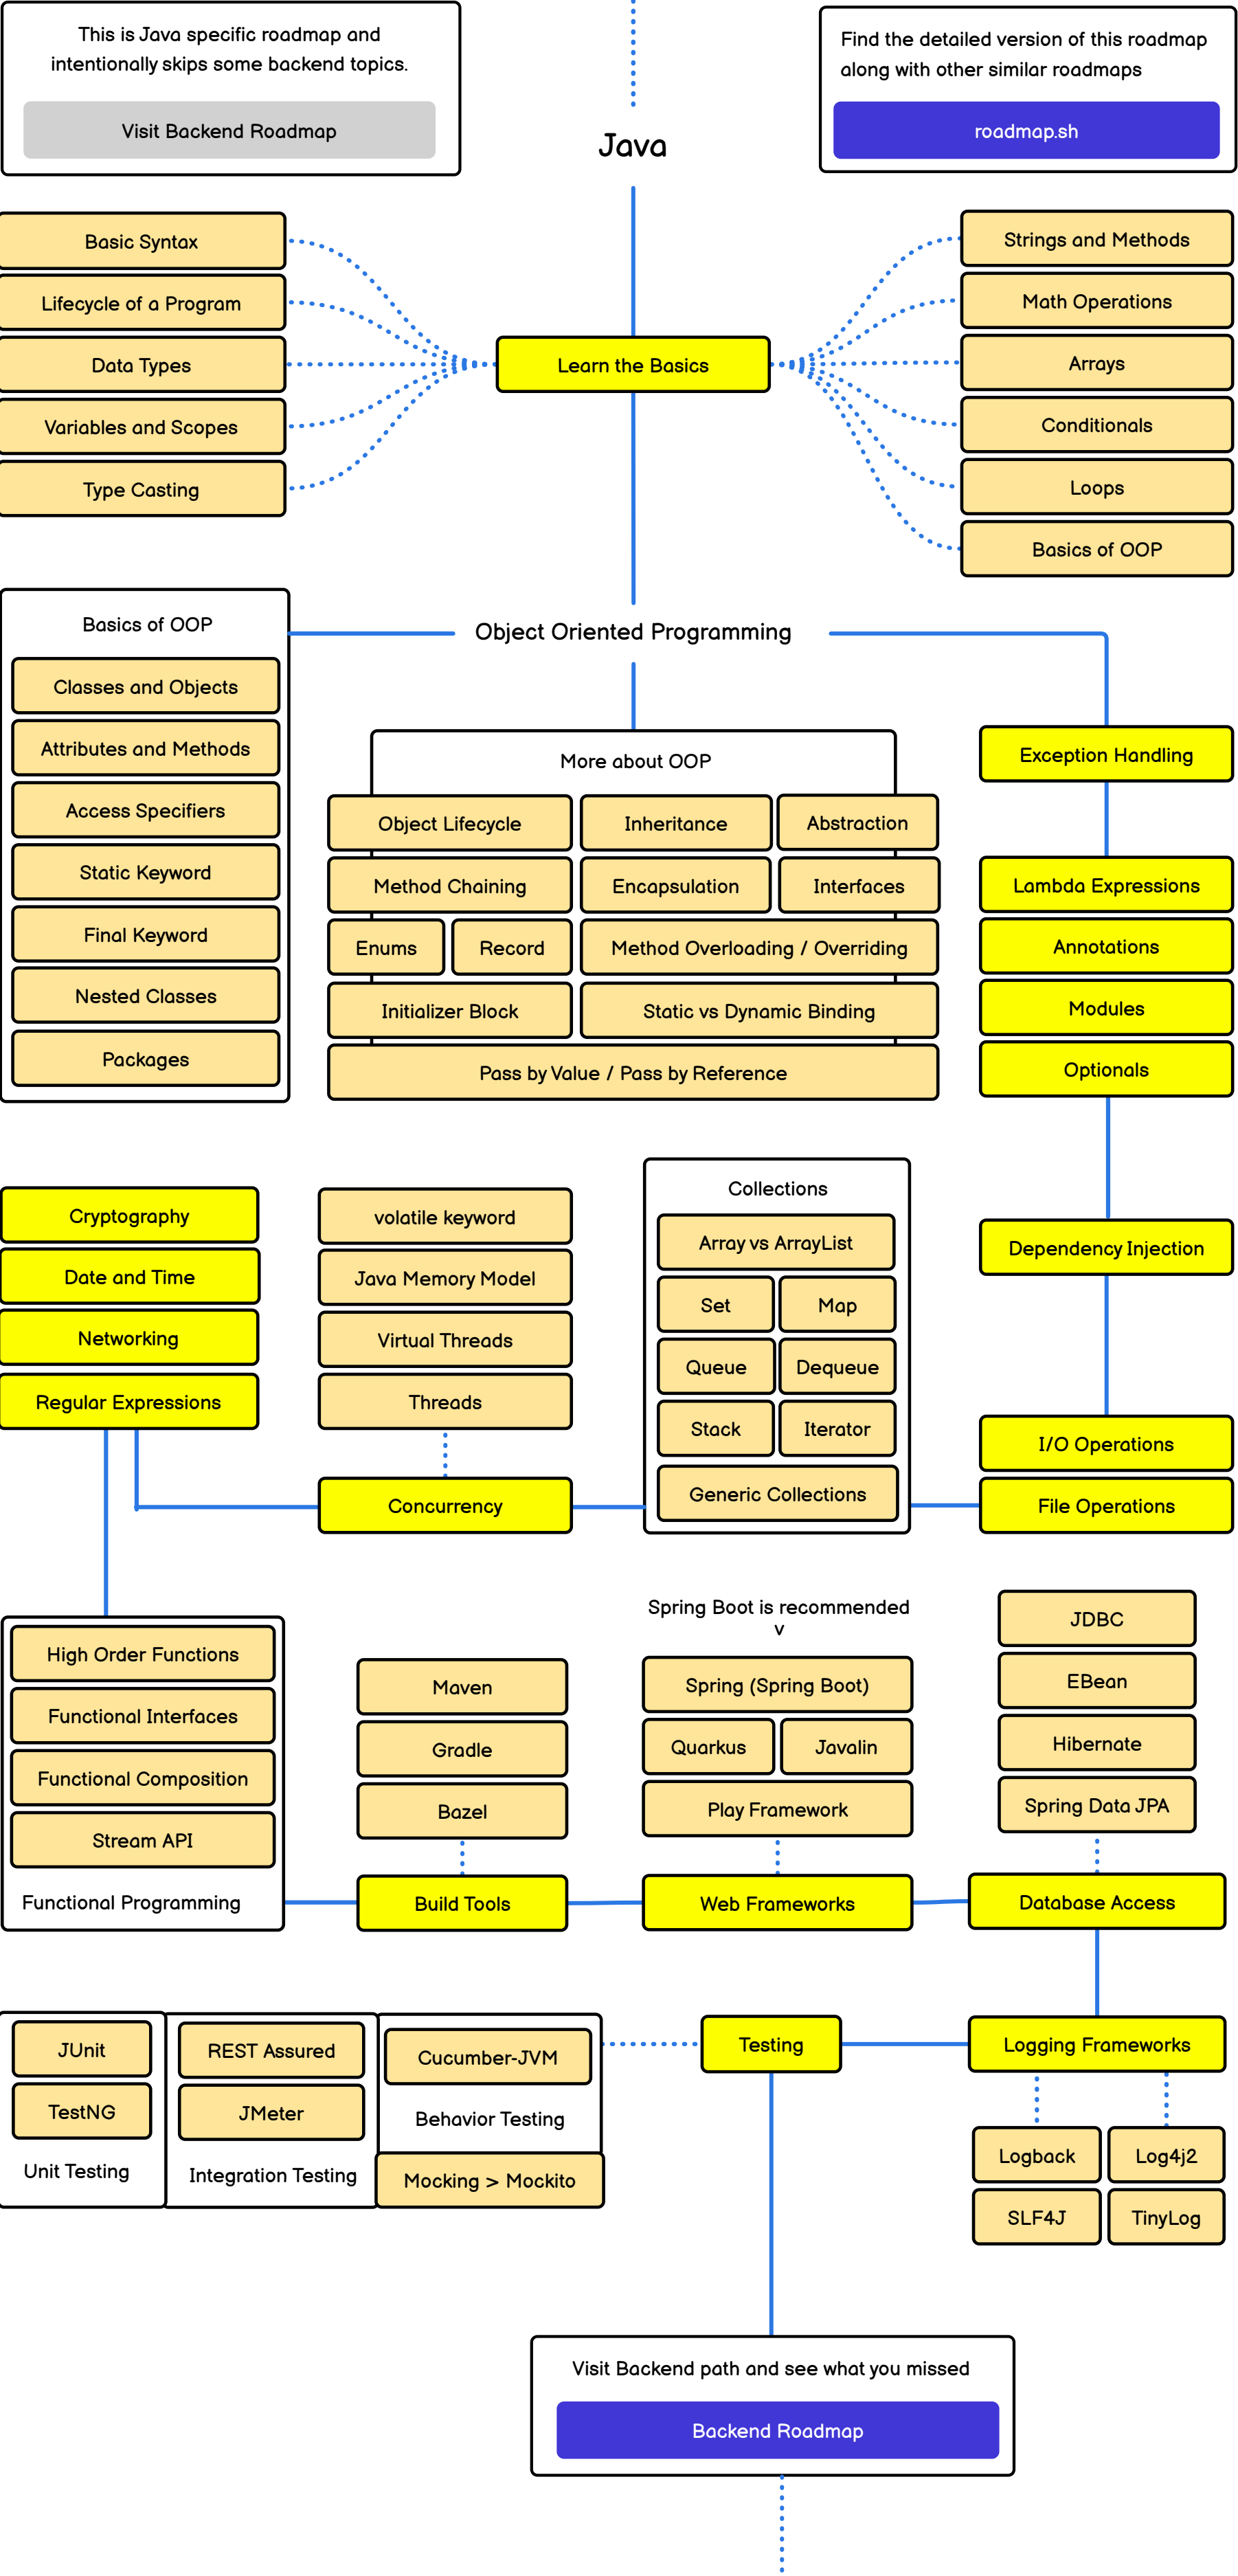 This is Java specific roadmap and
intentionally skips some backend topics.
Visit Backend Roadmap
Java
Find the detailed version of this roadmap
along with other similar roadmaps
roadmap.sh
Basic Syntax
Lifecycle of a Program
Data Types
Variables and Scopes
Type Casting
Learn the Basics
Strings and Methods
Math Operations
Arrays
Conditionals
Loops
Basics of OOP
Object Oriented Programming
Basics of OOP
Classes and Objects
Attributes and Methods
Access Specifiers
Static Keyword
Final Keyword
Nested Classes
Packages
More about OOP
Object Lifecycle
Inheritance
Abstraction
Method Chaining
Encapsulation
Interfaces
Enums
Record
Method Overloading / Overriding
Initializer Block
Static vs Dynamic Binding
Pass by Value / Pass by Reference
Exception Handling
Lambda Expressions
Annotations
Modules
Optionals
Dependency Injection
I/O Operations
File Operations
Collections
Array vs ArrayList
Set
Map
Queue
Dequeue
Stack
Iterator
Generic Collections
volatile keyword
Java Memory Model
Virtual Threads
Threads
Concurrency
Cryptography
Date and Time
Networking
Regular Expressions
High Order Functions
Functional Interfaces
Functional Composition
Stream API
Functional Programming
Maven
Gradle
Bazel
Build Tools
Spring Boot is recommended
v
Spring (Spring Boot)
Quarkus
Javalin
Play Framework
Web Frameworks
JDBC
EBean
Hibernate
Spring Data JPA
Database Access
Logging Frameworks
Logback
Log4j2
SLF4J
TinyLog
Testing
JUnit
TestNG
Unit Testing
REST Assured
JMeter
Integration Testing
Cucumber-JVM
Behavior Testing
Mocking > Mockito
Visit Backend path and see what you missed
Backend Roadmap